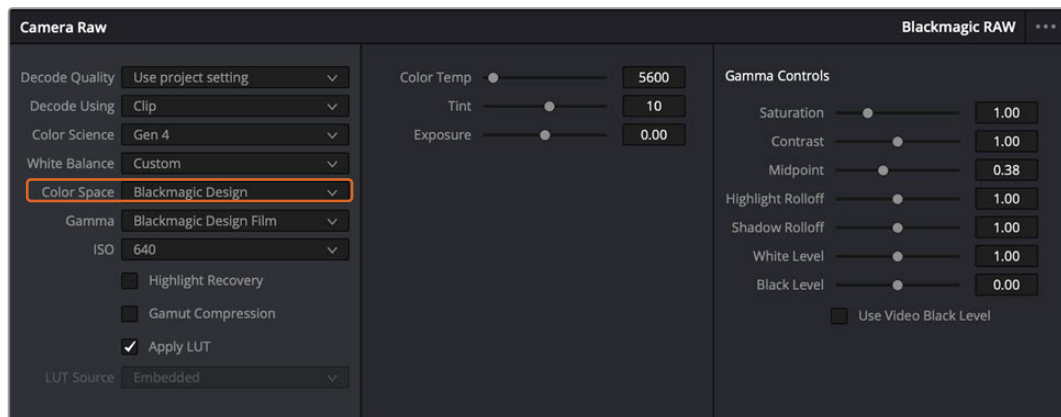 Camera Raw
Blackmagic RAW
Decode Quality Use project setting
Decode Using Clip
Color Science Gen 4
White Balance Custom
Color Space Blackmagic Design
Gamma Blackmagic Design Film
ISO 640
Highlight Recovery
Gamut Compression
Apply LUT
LUT Source Embedded
Color Temp 5600
Tint 10
Exposure 0.00
Gamma Controls
Saturation 1.00
Contrast 1.00
Midpoint 0.38
Highlight Rolloff 1.00
Shadow Rolloff 1.00
White Level 1.00
Black Level 0.00
Use Video Black Level